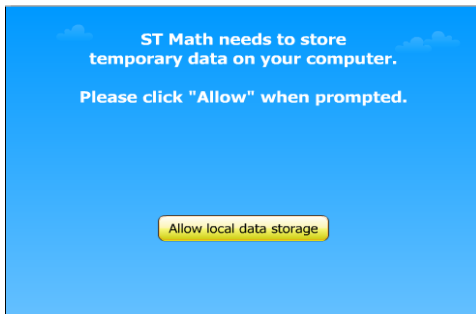 ST Math needs to store
temporary data on your computer.
Please click "Allow" when prompted.
Allow local data storage